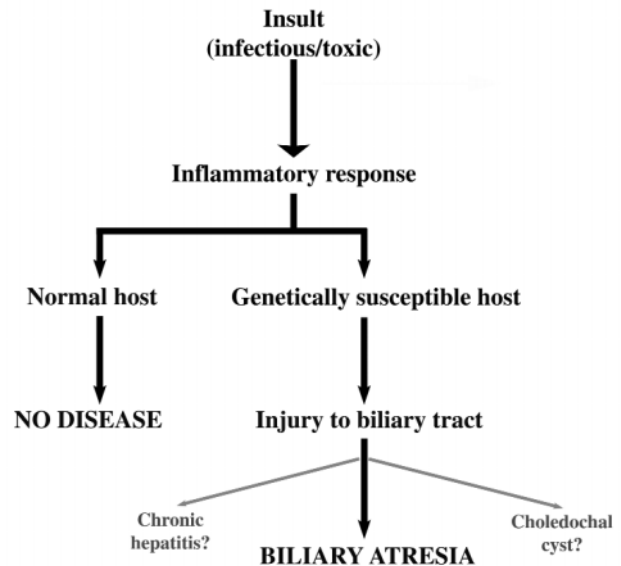 Insult
(infectious/toxic)
Inflammatory response
Normal host
Genetically susceptible host
NO DISEASE
Injury to biliary tract
Chronic
hepatitis?
Choledochal
cyst?
BILIARY ATRESIA